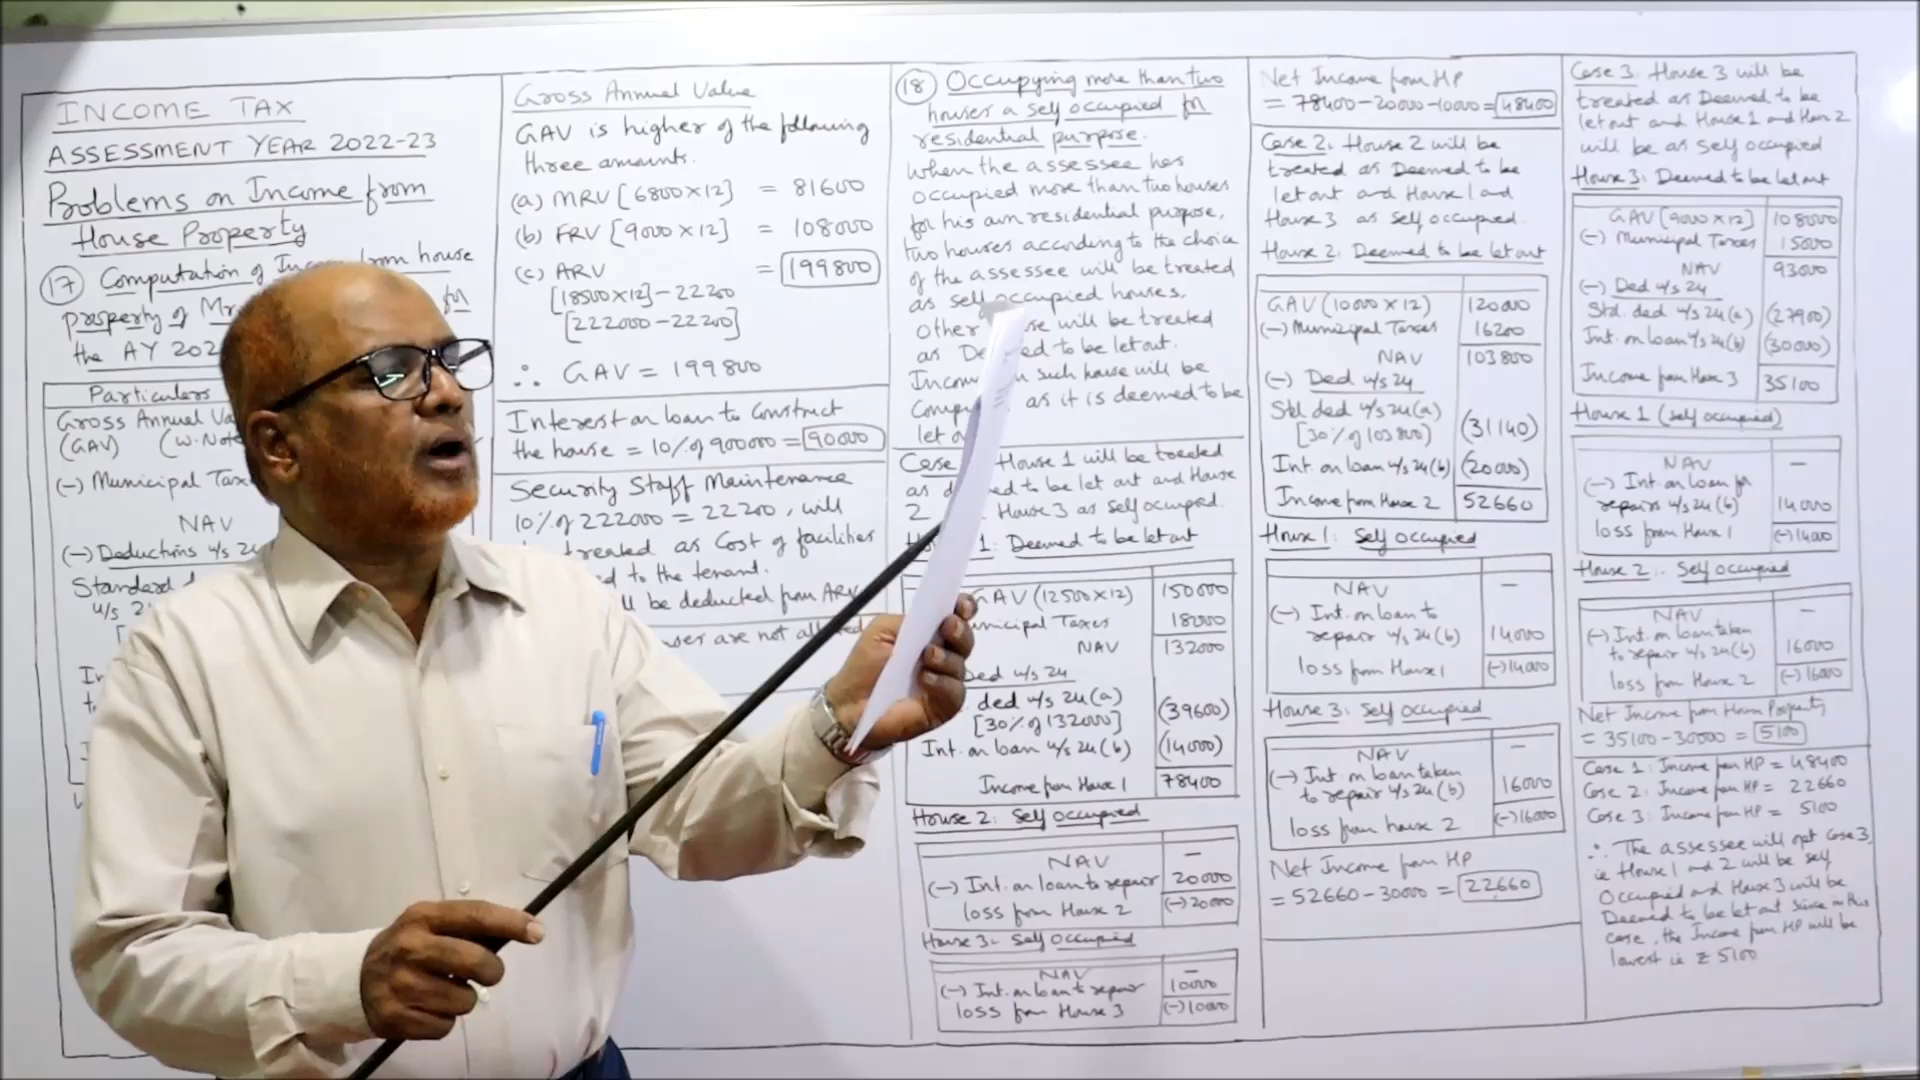 INCOME TAX
ASSESSMENT YEAR 2022-23
Problems on Income from
House Property
(17) Computation of from house
property of for
the AY
Particulars
Gross Annual
(GAV) (W.Note
(-) Municipal
NAV
(-) Deductions u/s 24
Standard
u/s
Gross Annual Value
GAV is higher of the following
three amounts.
(a) MRV [6800 × 12] = 81600
(b) FRV [9000 × 12] = 108000
(c) ARV = 199800
[18500 × 12] - 22200
[222000 - 22200]
∴ GAV = 199800
Interest on loan to Construct
the house = 10% of 900000 = 90000
Security Staff Maintenance
10% of 222000 = 22200, will
treated as Cost of facilities
to the tenant.
be deducted from ARV
are not allowed
(18) Occupying more than two
houses a self occupied for
residential purpose.
When the assessee has
occupied more than two houses
for his own residential purpose,
two houses according to the choice
of the assessee will be treated
as self occupied houses.
Other will be treated
as to be let out.
such house will be
as it is deemed to be
let
Case House 1 will be treated
as to be let out and House
2 House 3 as self occupied.
1: Deemed to be let out
GAV (12500 × 12) 150000
Taxes 18000
NAV 132000
Ded u/s 24
ded u/s 24(a)
[30% of 132000] (39600)
Int. on loan u/s 24(b) (14000)
Income from House 1 78400
House 2: Self occupied
NAV -
(-) Int. on loan to repair 20000
loss from House 2 (-) 20000
House 3:- Self occupied
NAV -
(-) Int. on loan to repair 10000
loss from House 3 (-) 10000
Net Income from HP
= 78400 - 20000 - 10000 = 48400
Case 2: House 2 will be
treated as Deemed to be
let out and House 1 and
House 3 as self occupied.
House 2: Deemed to be let out
GAV (10000 × 12) 120000
(-) Municipal Taxes 16200
NAV 103800
(-) Ded u/s 24
Std ded u/s 24(a)
[30% of 103800] (31140)
Int. on loan u/s 24(b) (20000)
Income from House 2 52660
House 1: Self occupied
NAV -
(-) Int. on loan to
repair u/s 24(b) 14000
loss from House 1 (-) 14000
House 3: Self occupied
NAV -
(-) Int. on loan taken
to repair u/s 24(b) 16000
loss from house 2 (-) 16000
Net Income from HP
= 52660 - 30000 = 22660
Case 3: House 3 will be
treated as Deemed to be
let out and House 1 and House 2
will be as self occupied
House 3: Deemed to be let out
GAV [9000 × 12] 108000
(-) Municipal Taxes 15000
NAV 93000
(-) Ded u/s 24
Std. ded u/s 24(a) (27900)
Int. on loan u/s 24(b) (30000)
Income from House 3 35100
House 1 (self occupied)
NAV -
(-) Int. on loan for
repairs u/s 24(b) 14000
loss from House 1 (-) 14000
House 2:- Self occupied
NAV -
(-) Int. on loan taken
to repair u/s 24(b) 16000
loss from House 2 (-) 16000
Net Income from House Property
= 35100 - 30000 = 5100
Case 1: Income from HP = 48400
Case 2: Income from HP = 22660
Case 3: Income from HP = 5100
∴ The assessee will opt Case 3,
ie House 1 and 2 will be self
Occupied and House 3 will be
Deemed to be let out since in this
case, the Income from HP will be
lowest ie ₹ 5100